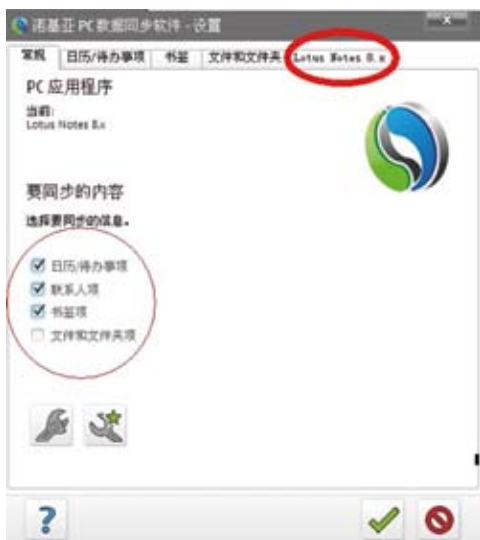 诺基亚 PC 数据同步软件 - 设置
常规 日历/待办事项 书签 文件和文件夹 Lotus Notes 8.x
PC 应用程序
当前:
Lotus Notes 8.x
要同步的内容
选择要同步的信息。
日历/待办事项
联系人项
书签项
文件和文件夹项